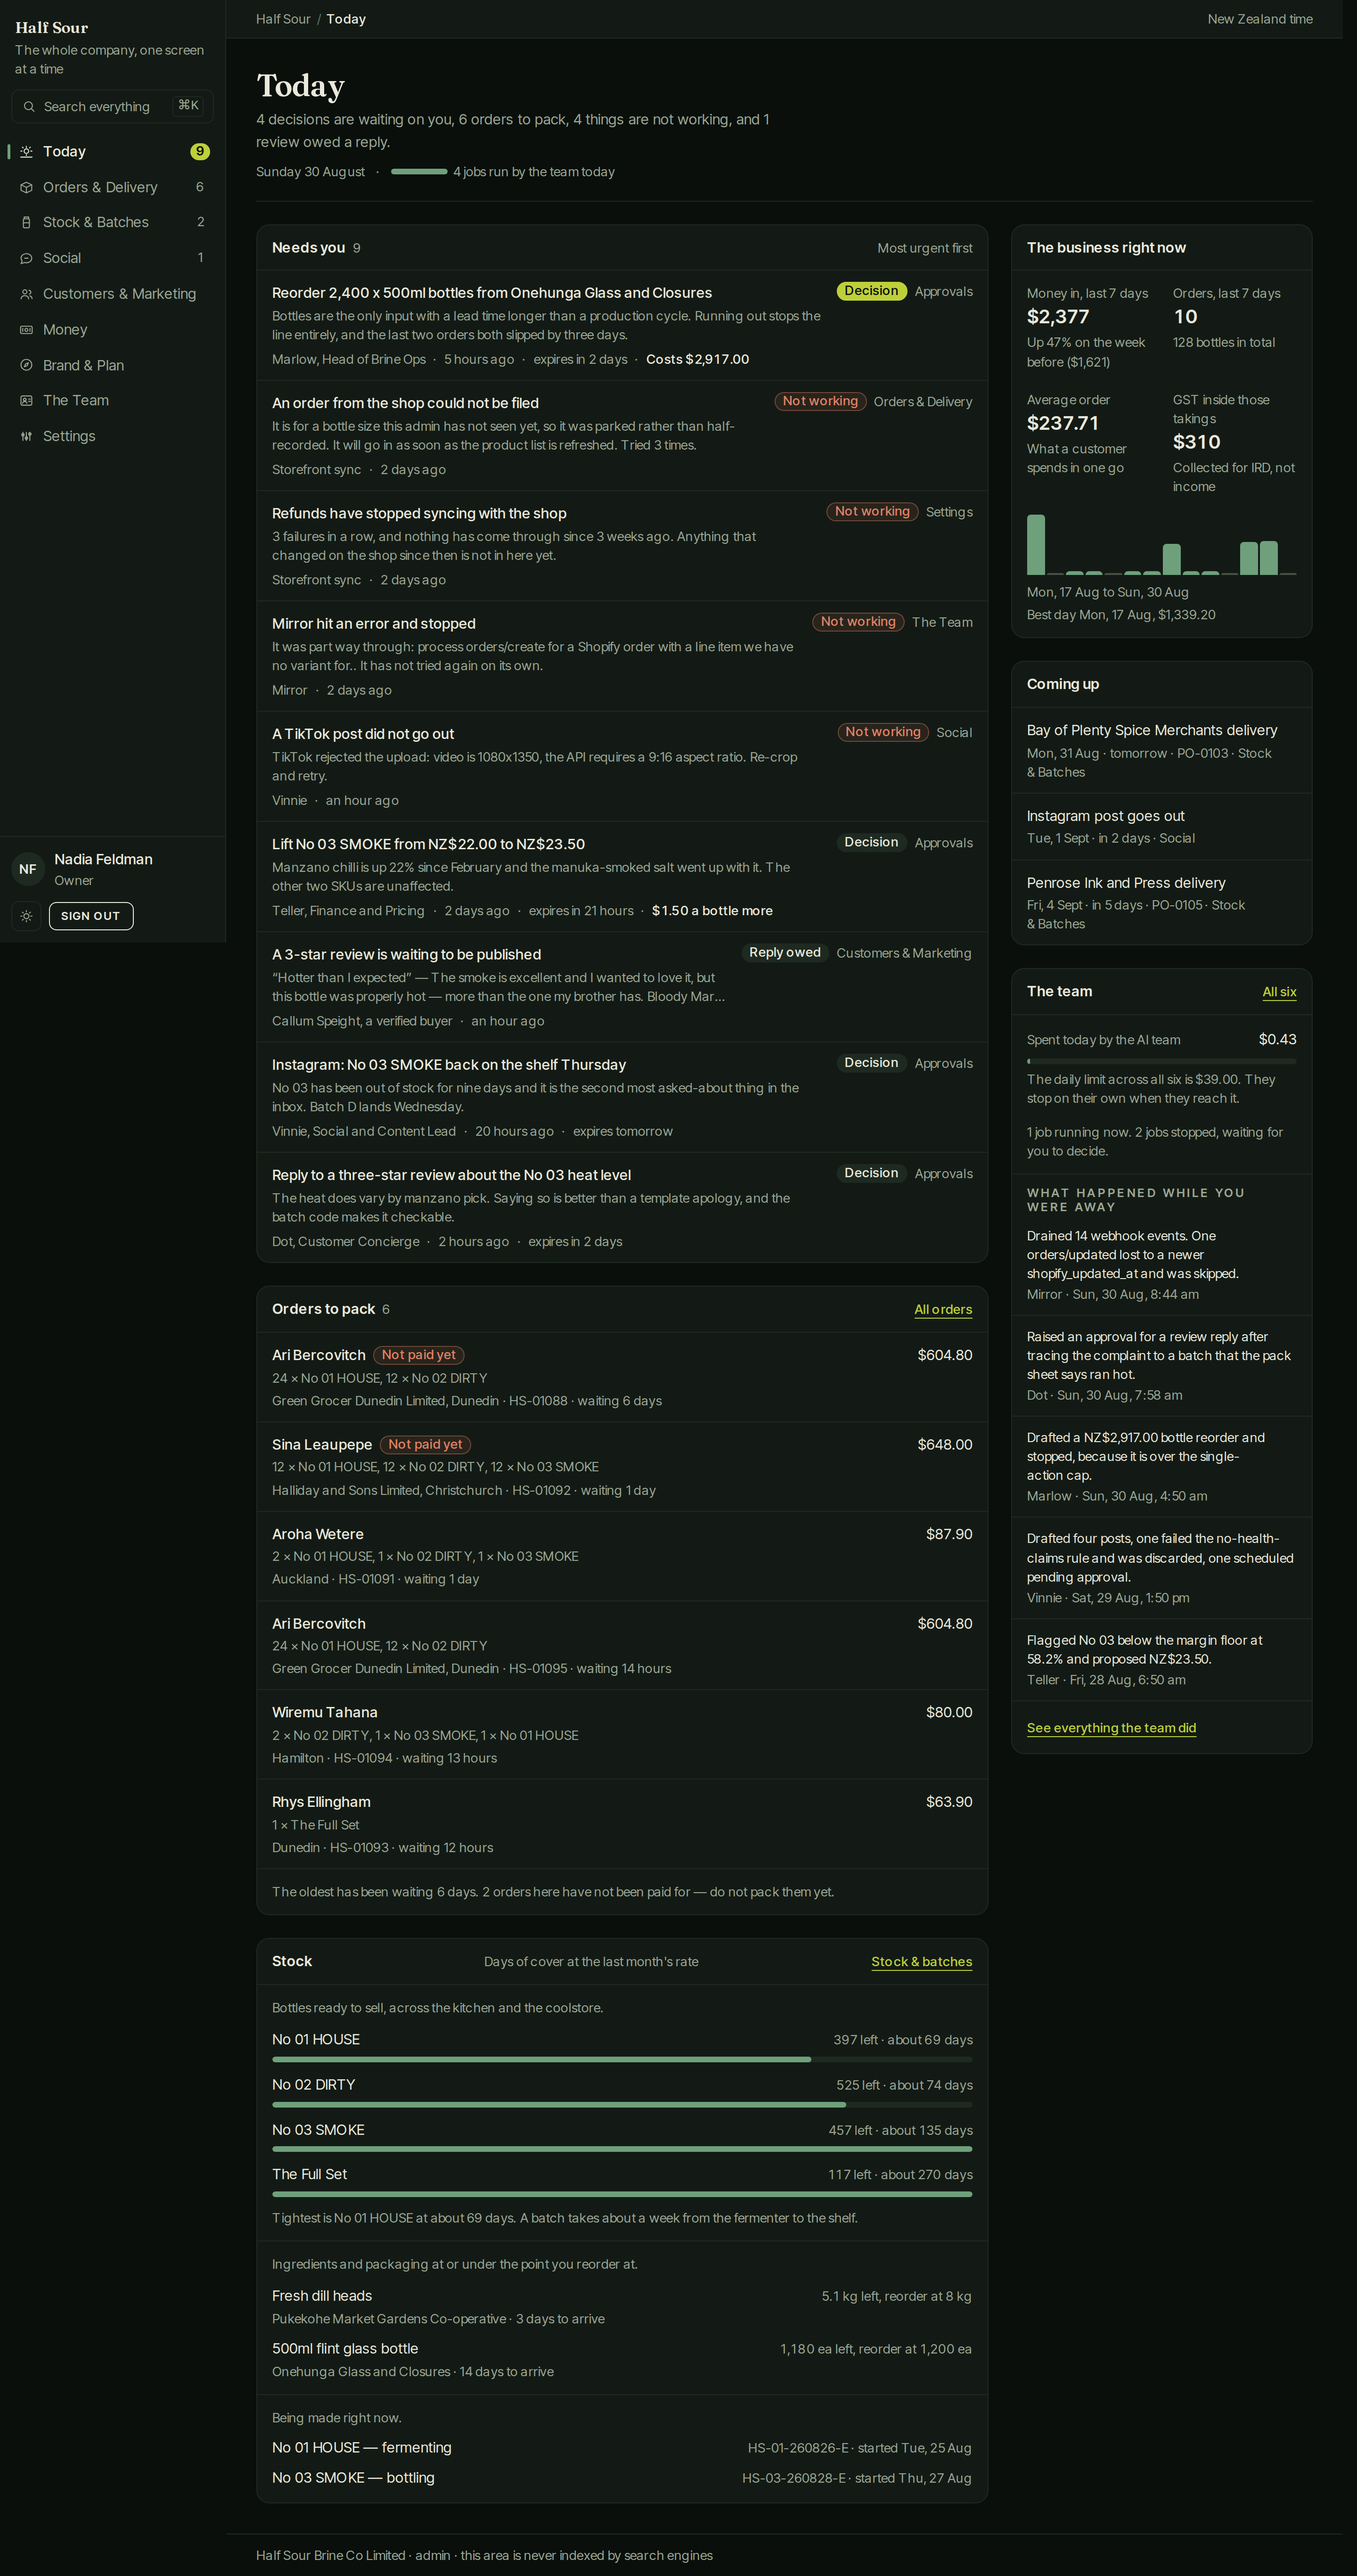 Half Sour
The whole company, one screen
at a time
Search everything ⌘K
Today 9
Orders & Delivery 6
Stock & Batches 2
Social 1
Customers & Marketing
Money
Brand & Plan
The Team
Settings
NF
Nadia Feldman
Owner
SIGN OUT
Half Sour / Today
New Zealand time
Today
4 decisions are waiting on you, 6 orders to pack, 4 things are not working, and 1
review owed a reply.
Sunday 30 August · 4 jobs run by the team today
Needs you 9
Most urgent first
Reorder 2,400 x 500ml bottles from Onehunga Glass and Closures
Decision Approvals
Bottles are the only input with a lead time longer than a production cycle. Running out stops the
line entirely, and the last two orders both slipped by three days.
Marlow, Head of Brine Ops · 5 hours ago · expires in 2 days · Costs $2,917.00
An order from the shop could not be filed
Not working Orders & Delivery
It is for a bottle size this admin has not seen yet, so it was parked rather than half-
recorded. It will go in as soon as the product list is refreshed. Tried 3 times.
Storefront sync · 2 days ago
Refunds have stopped syncing with the shop
Not working Settings
3 failures in a row, and nothing has come through since 3 weeks ago. Anything that
changed on the shop since then is not in here yet.
Storefront sync · 2 days ago
Mirror hit an error and stopped
Not working The Team
It was part way through: process orders/create for a Shopify order with a line item we have
no variant for.. It has not tried again on its own.
Mirror · 2 days ago
A TikTok post did not go out
Not working Social
TikTok rejected the upload: video is 1080x1350, the API requires a 9:16 aspect ratio. Re-crop
and retry.
Vinnie · an hour ago
Lift No 03 SMOKE from NZ$22.00 to NZ$23.50
Decision Approvals
Manzano chilli is up 22% since February and the manuka-smoked salt went up with it. The
other two SKUs are unaffected.
Teller, Finance and Pricing · 2 days ago · expires in 21 hours · $1.50 a bottle more
A 3-star review is waiting to be published
Reply owed Customers & Marketing
“Hotter than I expected” — The smoke is excellent and I wanted to love it, but
this bottle was properly hot — more than the one my brother has. Bloody Mar…
Callum Speight, a verified buyer · an hour ago
Instagram: No 03 SMOKE back on the shelf Thursday
Decision Approvals
No 03 has been out of stock for nine days and it is the second most asked-about thing in the
inbox. Batch D lands Wednesday.
Vinnie, Social and Content Lead · 20 hours ago · expires tomorrow
Reply to a three-star review about the No 03 heat level
Decision Approvals
The heat does vary by manzano pick. Saying so is better than a template apology, and the
batch code makes it checkable.
Dot, Customer Concierge · 2 hours ago · expires in 2 days
Orders to pack 6
All orders
Ari Bercovitch Not paid yet $604.80
24 × No 01 HOUSE, 12 × No 02 DIRTY
Green Grocer Dunedin Limited, Dunedin · HS-01088 · waiting 6 days
Sina Leaupepe Not paid yet $648.00
12 × No 01 HOUSE, 12 × No 02 DIRTY, 12 × No 03 SMOKE
Halliday and Sons Limited, Christchurch · HS-01092 · waiting 1 day
Aroha Wetere $87.90
2 × No 01 HOUSE, 1 × No 02 DIRTY, 1 × No 03 SMOKE
Auckland · HS-01091 · waiting 1 day
Ari Bercovitch $604.80
24 × No 01 HOUSE, 12 × No 02 DIRTY
Green Grocer Dunedin Limited, Dunedin · HS-01095 · waiting 14 hours
Wiremu Tahana $80.00
2 × No 02 DIRTY, 1 × No 03 SMOKE, 1 × No 01 HOUSE
Hamilton · HS-01094 · waiting 13 hours
Rhys Ellingham $63.90
1 × The Full Set
Dunedin · HS-01093 · waiting 12 hours
The oldest has been waiting 6 days. 2 orders here have not been paid for — do not pack them yet.
Stock
Days of cover at the last month's rate
Stock & batches
Bottles ready to sell, across the kitchen and the coolstore.
No 01 HOUSE 397 left · about 69 days
No 02 DIRTY 525 left · about 74 days
No 03 SMOKE 457 left · about 135 days
The Full Set 117 left · about 270 days
Tightest is No 01 HOUSE at about 69 days. A batch takes about a week from the fermenter to the shelf.
Ingredients and packaging at or under the point you reorder at.
Fresh dill heads 5.1 kg left, reorder at 8 kg
Pukekohe Market Gardens Co-operative · 3 days to arrive
500ml flint glass bottle 1,180 ea left, reorder at 1,200 ea
Onehunga Glass and Closures · 14 days to arrive
Being made right now.
No 01 HOUSE — fermenting HS-01-260826-E · started Tue, 25 Aug
No 03 SMOKE — bottling HS-03-260828-E · started Thu, 27 Aug
The business right now
Money in, last 7 days
$2,377
Up 47% on the week
before ($1,621)
Orders, last 7 days
10
128 bottles in total
Average order
$237.71
What a customer
spends in one go
GST inside those
takings
$310
Collected for IRD, not
income
Mon, 17 Aug to Sun, 30 Aug
Best day Mon, 17 Aug, $1,339.20
Coming up
Bay of Plenty Spice Merchants delivery
Mon, 31 Aug · tomorrow · PO-0103 · Stock
& Batches
Instagram post goes out
Tue, 1 Sept · in 2 days · Social
Penrose Ink and Press delivery
Fri, 4 Sept · in 5 days · PO-0105 · Stock
& Batches
The team
All six
Spent today by the AI team $0.43
The daily limit across all six is $39.00. They
stop on their own when they reach it.
1 job running now. 2 jobs stopped, waiting for
you to decide.
WHAT HAPPENED WHILE YOU
WERE AWAY
Drained 14 webhook events. One
orders/updated lost to a newer
shopify_updated_at and was skipped.
Mirror · Sun, 30 Aug, 8:44 am
Raised an approval for a review reply after
tracing the complaint to a batch that the pack
sheet says ran hot.
Dot · Sun, 30 Aug, 7:58 am
Drafted a NZ$2,917.00 bottle reorder and
stopped, because it is over the single-
action cap.
Marlow · Sun, 30 Aug, 4:50 am
Drafted four posts, one failed the no-health-
claims rule and was discarded, one scheduled
pending approval.
Vinnie · Sat, 29 Aug, 1:50 pm
Flagged No 03 below the margin floor at
58.2% and proposed NZ$23.50.
Teller · Fri, 28 Aug, 6:50 am
See everything the team did
Half Sour Brine Co Limited · admin · this area is never indexed by search engines